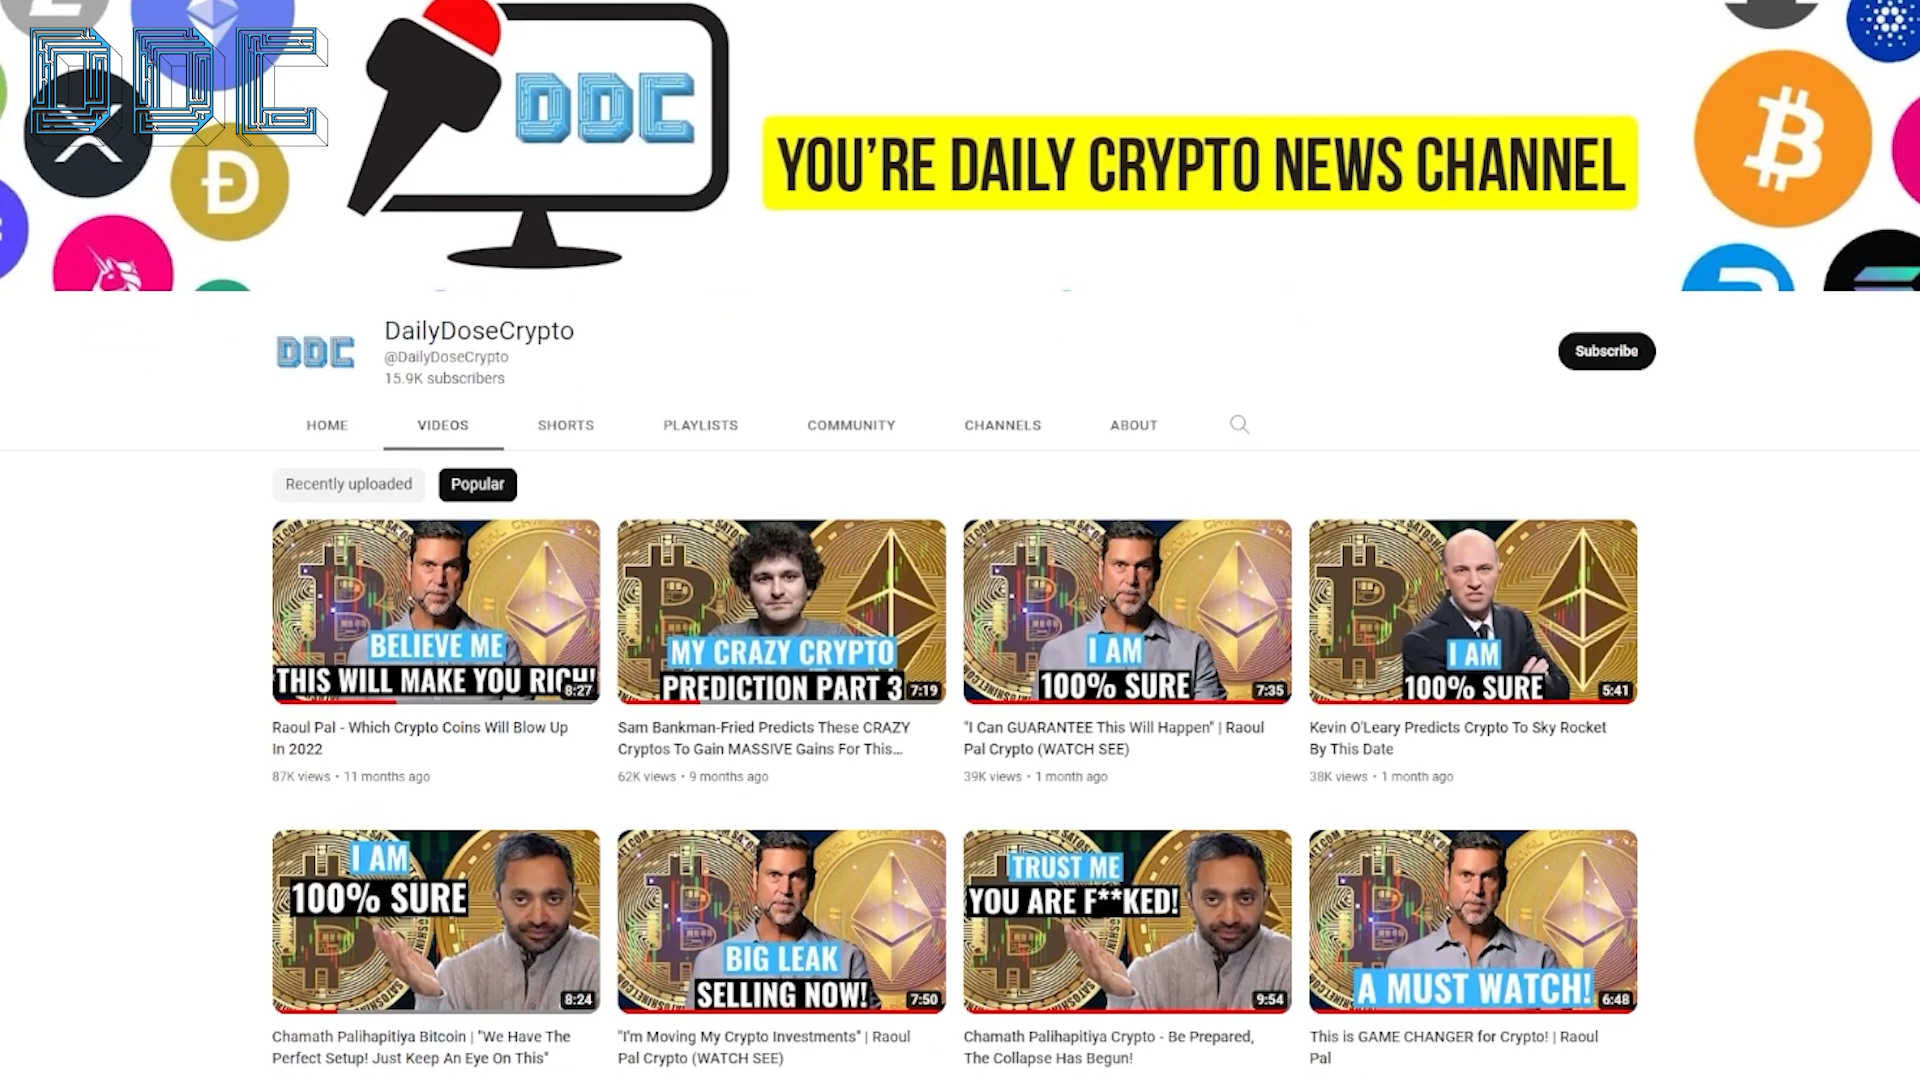 DDC
DDC
YOU'RE DAILY CRYPTO NEWS CHANNEL
DDC
DailyDoseCrypto
@DailyDoseCrypto
15.9K subscribers
Subscribe
HOME VIDEOS SHORTS PLAYLISTS COMMUNITY CHANNELS ABOUT
Recently uploaded Popular
BELIEVE ME
THIS WILL MAKE YOU RICH!
8:27
MY CRAZY CRYPTO
PREDICTION PART 3
7:19
I AM
100% SURE
7:35
I AM
100% SURE
5:41
Raoul Pal - Which Crypto Coins Will Blow Up
In 2022
87K views • 11 months ago
Sam Bankman-Fried Predicts These CRAZY
Cryptos To Gain MASSIVE Gains For This...
62K views • 9 months ago
"I Can GUARANTEE This Will Happen" | Raoul
Pal Crypto (WATCH SEE)
39K views • 1 month ago
Kevin O'Leary Predicts Crypto To Sky Rocket
By This Date
38K views • 1 month ago
I AM
100% SURE
8:24
BIG LEAK
SELLING NOW!
7:50
TRUST ME
YOU ARE F**KED!
9:54
A MUST WATCH!
6:48
Chamath Palihapitiya Bitcoin | "We Have The
Perfect Setup! Just Keep An Eye On This"
"I'm Moving My Crypto Investments" | Raoul
Pal Crypto (WATCH SEE)
Chamath Palihapitiya Crypto - Be Prepared,
The Collapse Has Begun!
This is GAME CHANGER for Crypto! | Raoul
Pal